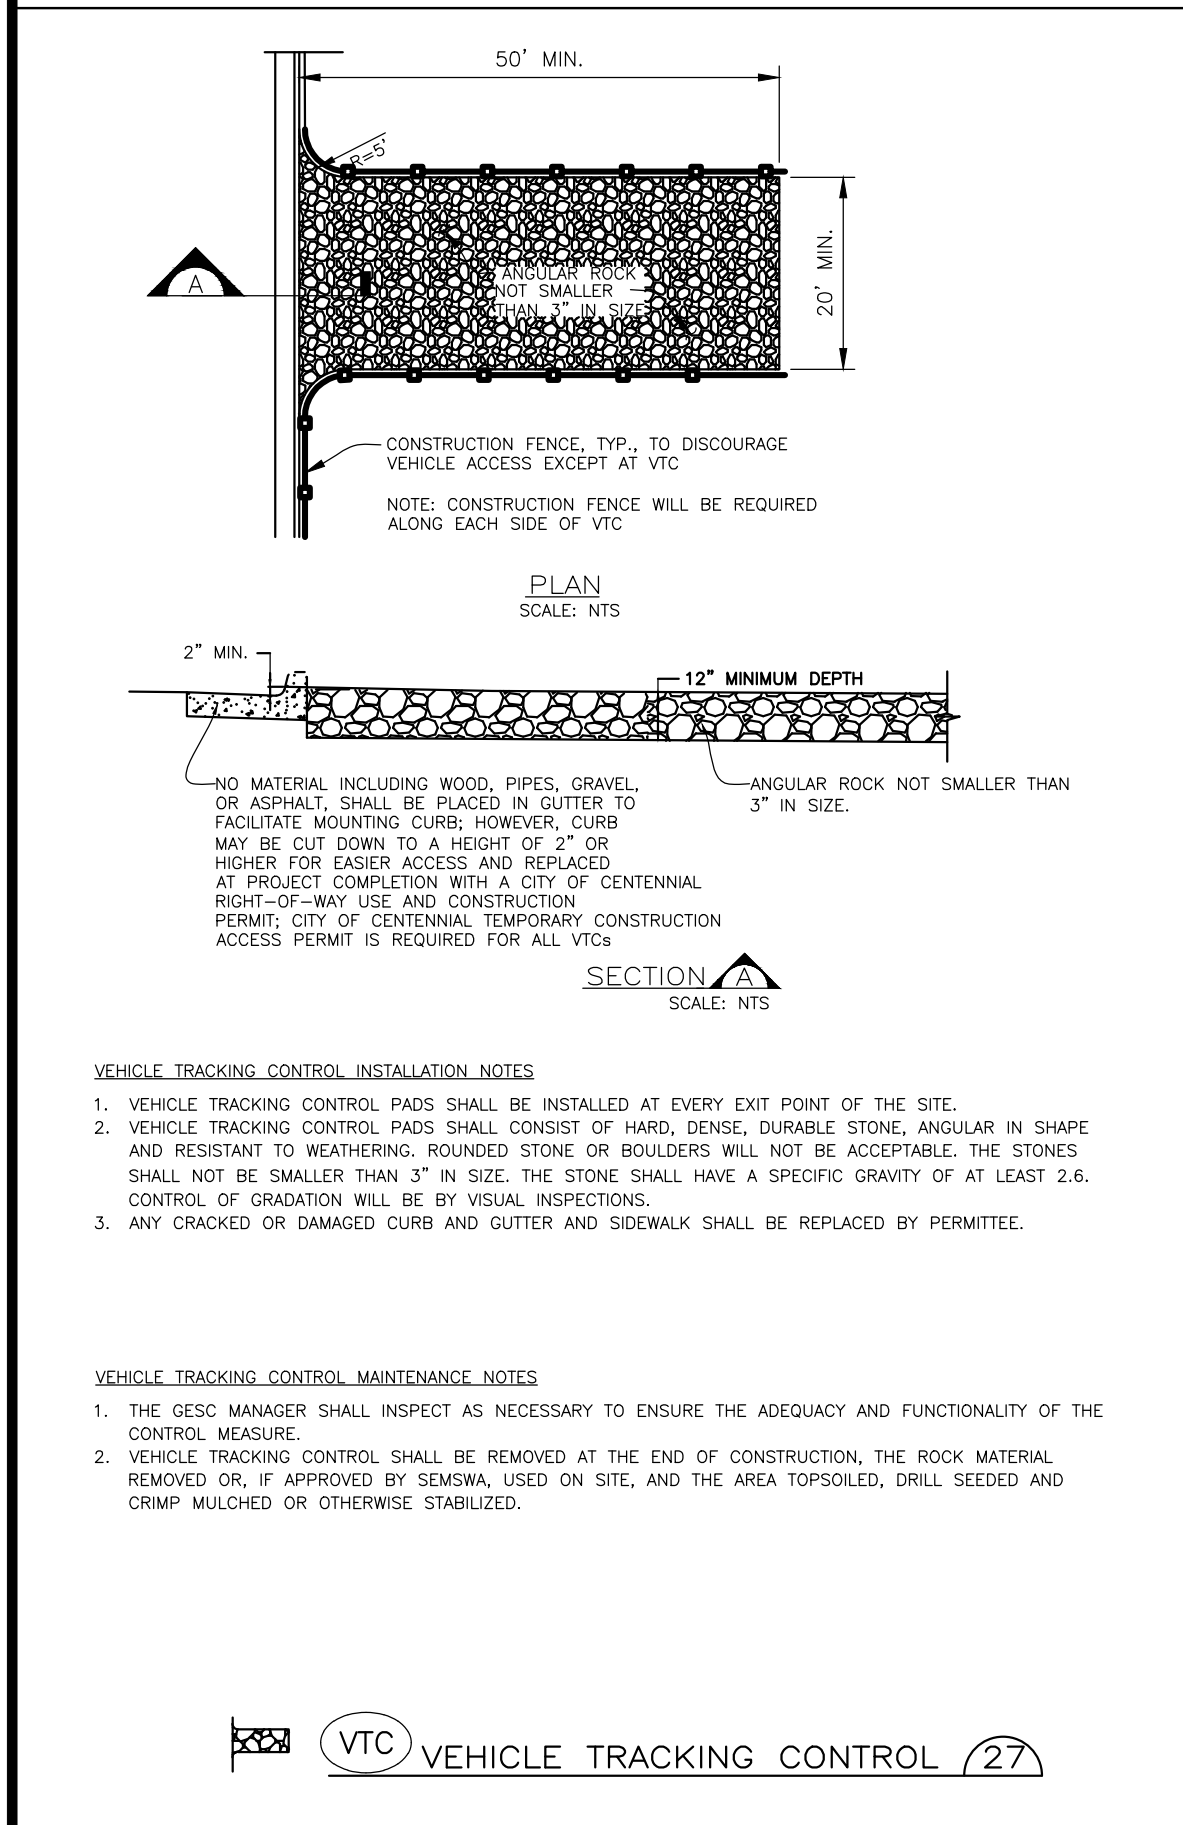 50' MIN.
R=5'
A
ANGULAR ROCK
NOT SMALLER
THAN 3" IN SIZE
20' MIN.
CONSTRUCTION FENCE, TYP., TO DISCOURAGE
VEHICLE ACCESS EXCEPT AT VTC
NOTE: CONSTRUCTION FENCE WILL BE REQUIRED
ALONG EACH SIDE OF VTC
PLAN
SCALE: NTS
2" MIN.
12" MINIMUM DEPTH
NO MATERIAL INCLUDING WOOD, PIPES, GRAVEL,
OR ASPHALT, SHALL BE PLACED IN GUTTER TO
FACILITATE MOUNTING CURB; HOWEVER, CURB
MAY BE CUT DOWN TO A HEIGHT OF 2" OR
HIGHER FOR EASIER ACCESS AND REPLACED
AT PROJECT COMPLETION WITH A CITY OF CENTENNIAL
RIGHT-OF-WAY USE AND CONSTRUCTION
PERMIT; CITY OF CENTENNIAL TEMPORARY CONSTRUCTION
ACCESS PERMIT IS REQUIRED FOR ALL VTCs
ANGULAR ROCK NOT SMALLER THAN
3" IN SIZE.
SECTION A
SCALE: NTS
VEHICLE TRACKING CONTROL INSTALLATION NOTES
1. VEHICLE TRACKING CONTROL PADS SHALL BE INSTALLED AT EVERY EXIT POINT OF THE SITE.
2. VEHICLE TRACKING CONTROL PADS SHALL CONSIST OF HARD, DENSE, DURABLE STONE, ANGULAR IN SHAPE
AND RESISTANT TO WEATHERING. ROUNDED STONE OR BOULDERS WILL NOT BE ACCEPTABLE. THE STONES
SHALL NOT BE SMALLER THAN 3" IN SIZE. THE STONE SHALL HAVE A SPECIFIC GRAVITY OF AT LEAST 2.6.
CONTROL OF GRADATION WILL BE BY VISUAL INSPECTIONS.
3. ANY CRACKED OR DAMAGED CURB AND GUTTER AND SIDEWALK SHALL BE REPLACED BY PERMITTEE.
VEHICLE TRACKING CONTROL MAINTENANCE NOTES
1. THE GESC MANAGER SHALL INSPECT AS NECESSARY TO ENSURE THE ADEQUACY AND FUNCTIONALITY OF THE
CONTROL MEASURE.
2. VEHICLE TRACKING CONTROL SHALL BE REMOVED AT THE END OF CONSTRUCTION, THE ROCK MATERIAL
REMOVED OR, IF APPROVED BY SEMSWA, USED ON SITE, AND THE AREA TOPSOILED, DRILL SEEDED AND
CRIMP MULCHED OR OTHERWISE STABILIZED.
VTC VEHICLE TRACKING CONTROL 27